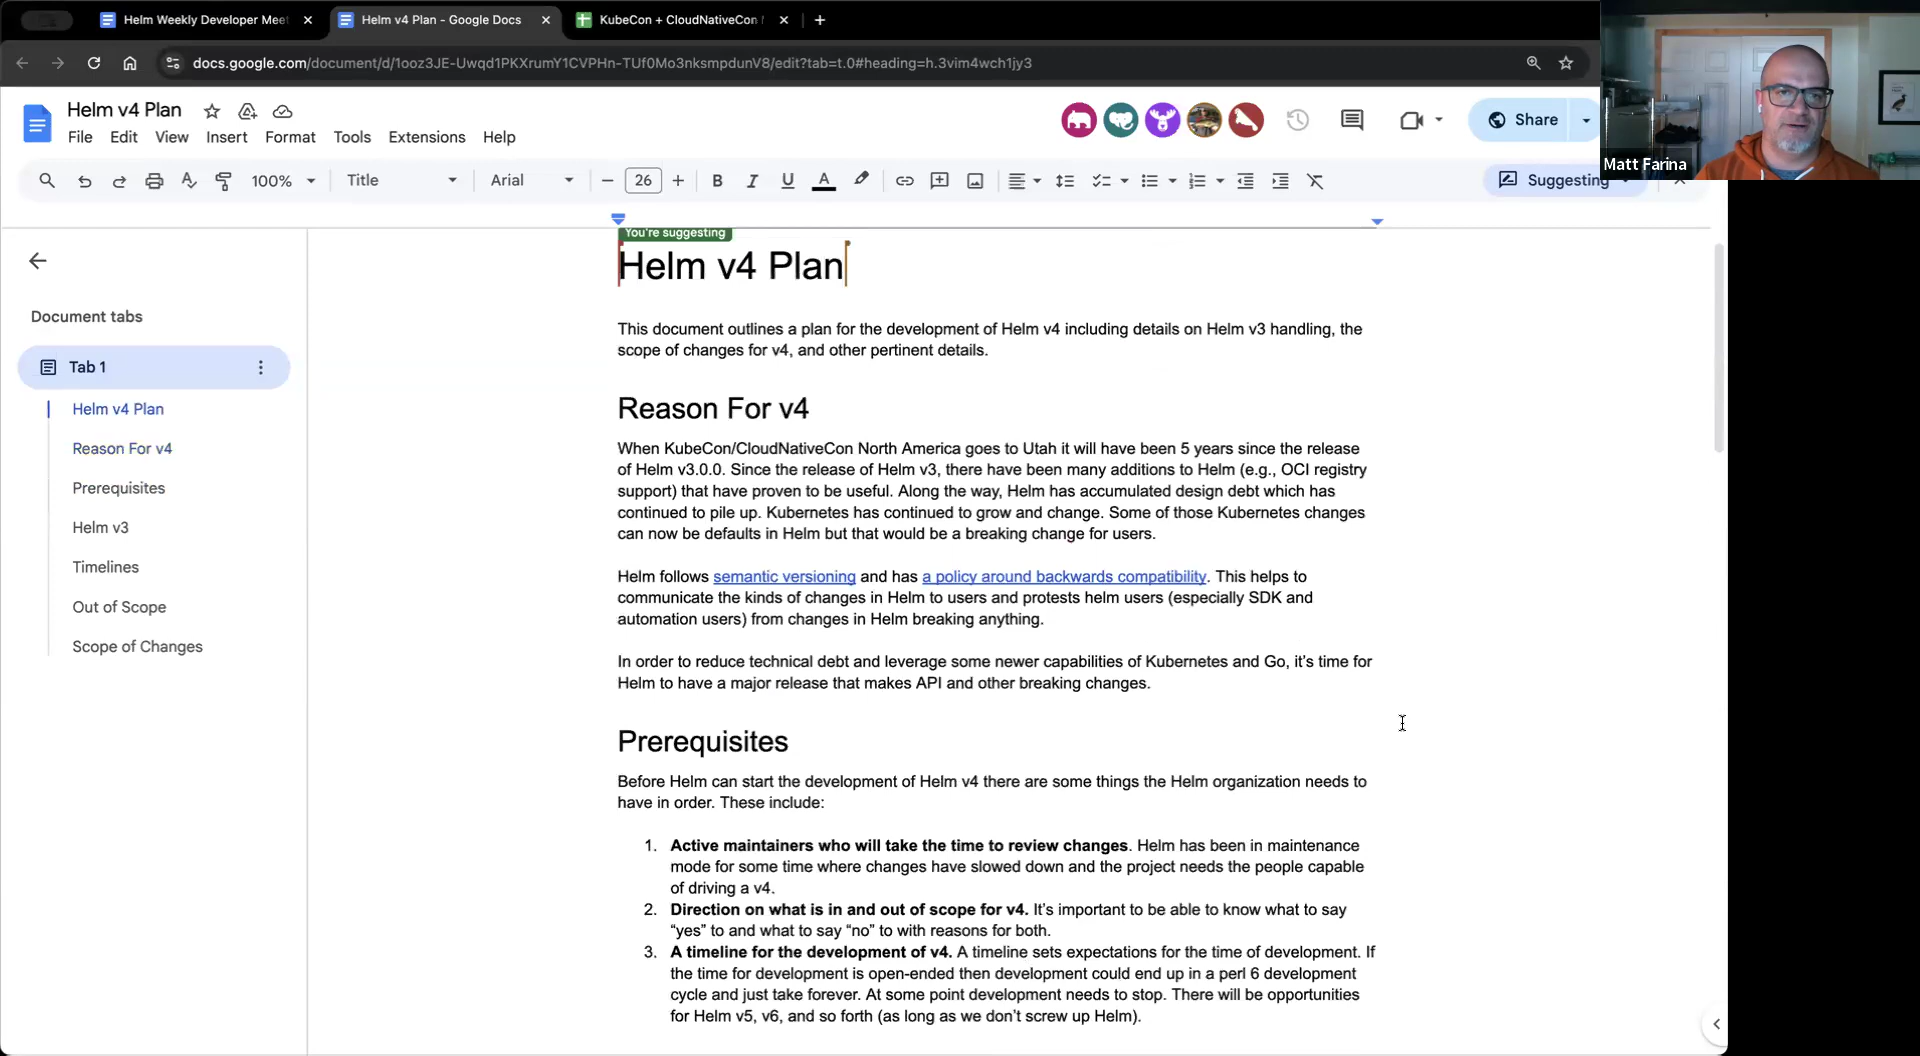 Helm Weekly Developer Meet
Helm v4 Plan - Google Docs
KubeCon + CloudNativeCon
docs.google.com/document/d/1ooz3JE-Uwqd1PKXrumY1CVPHn-TUf0Mo3nksmpdunV8/edit?tab=t.0#heading=h.3vim4wch1jy3
Helm v4 Plan
File Edit View Insert Format Tools Extensions Help
Share
Matt Farina
100% Title Arial 26 B I U A
Suggesting
You're suggesting
Document tabs
Tab 1
Helm v4 Plan
Reason For v4
Prerequisites
Helm v3
Timelines
Out of Scope
Scope of Changes
Helm v4 Plan
This document outlines a plan for the development of Helm v4 including details on Helm v3 handling, the
scope of changes for v4, and other pertinent details.
Reason For v4
When KubeCon/CloudNativeCon North America goes to Utah it will have been 5 years since the release
of Helm v3.0.0. Since the release of Helm v3, there have been many additions to Helm (e.g., OCI registry
support) that have proven to be useful. Along the way, Helm has accumulated design debt which has
continued to pile up. Kubernetes has continued to grow and change. Some of those Kubernetes changes
can now be defaults in Helm but that would be a breaking change for users.
Helm follows semantic versioning and has a policy around backwards compatibility. This helps to
communicate the kinds of changes in Helm to users and protests helm users (especially SDK and
automation users) from changes in Helm breaking anything.
In order to reduce technical debt and leverage some newer capabilities of Kubernetes and Go, it's time for
Helm to have a major release that makes API and other breaking changes.
Prerequisites
Before Helm can start the development of Helm v4 there are some things the Helm organization needs to
have in order. These include:
1. Active maintainers who will take the time to review changes. Helm has been in maintenance
mode for some time where changes have slowed down and the project needs the people capable
of driving a v4.
2. Direction on what is in and out of scope for v4. It's important to be able to know what to say
“yes” to and what to say “no” to with reasons for both.
3. A timeline for the development of v4. A timeline sets expectations for the time of development. If
the time for development is open-ended then development could end up in a perl 6 development
cycle and just take forever. At some point development needs to stop. There will be opportunities
for Helm v5, v6, and so forth (as long as we don't screw up Helm).